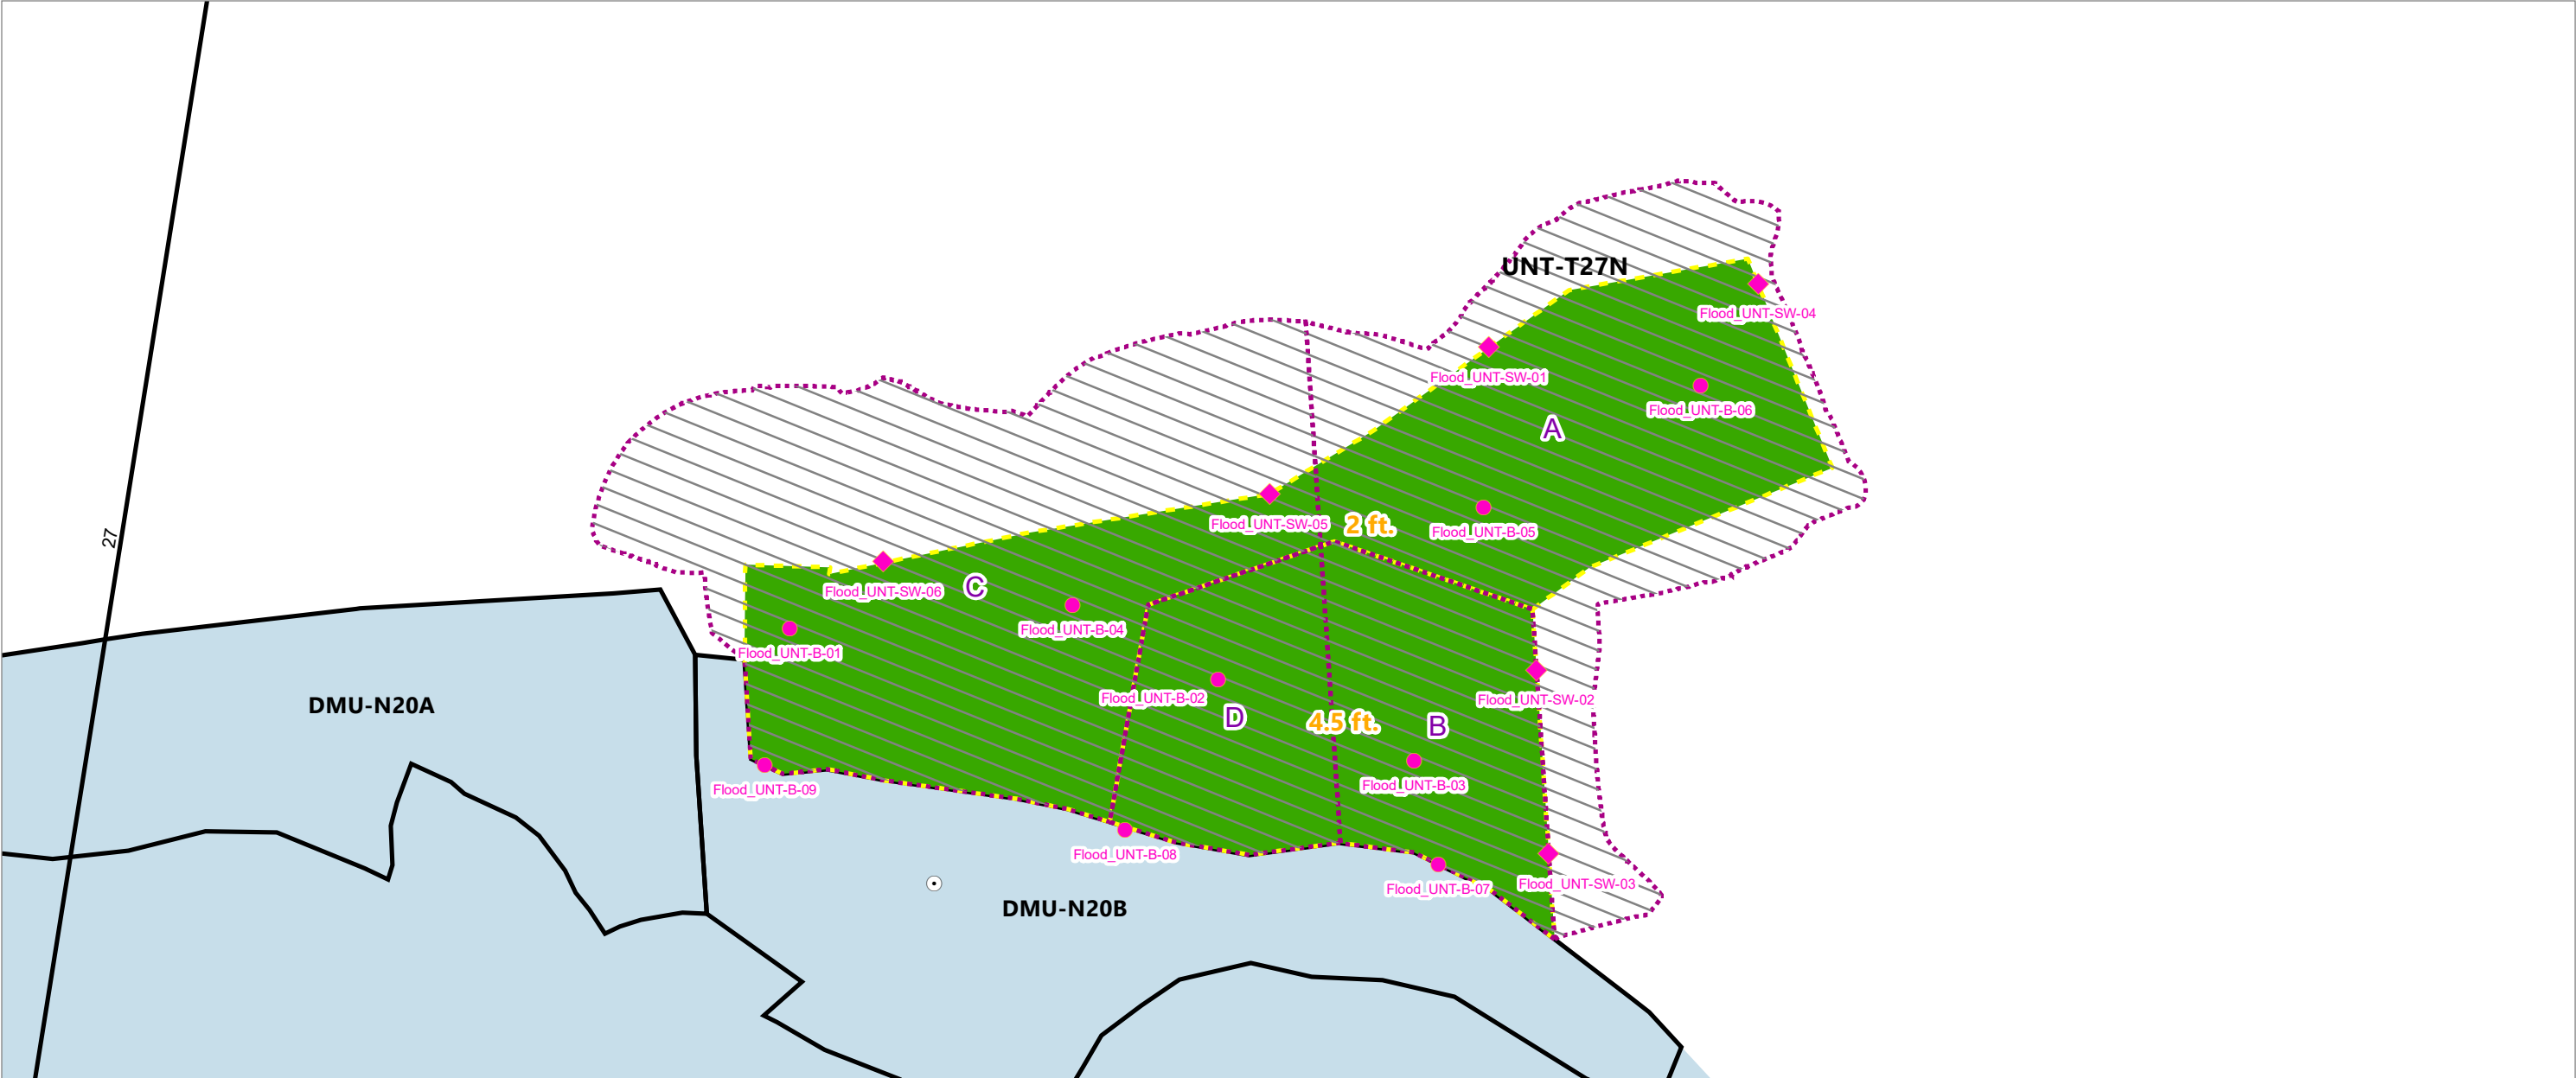 UNT-T27N
Flood_UNT-SW-04
Flood_UNT-SW-01
Flood_UNT-B-06
A
Flood_UNT-SW-05
2 ft.
Flood_UNT-B-05
27
Flood_UNT-SW-06
C
Flood_UNT-B-04
Flood_UNT-B-01
Flood_UNT-B-02
Flood_UNT-SW-02
DMU-N20A
D
4.5 ft.
B
Flood_UNT-B-09
Flood_UNT-B-03
Flood_UNT-B-08
Flood_UNT-B-07
Flood_UNT-SW-03
DMU-N20B